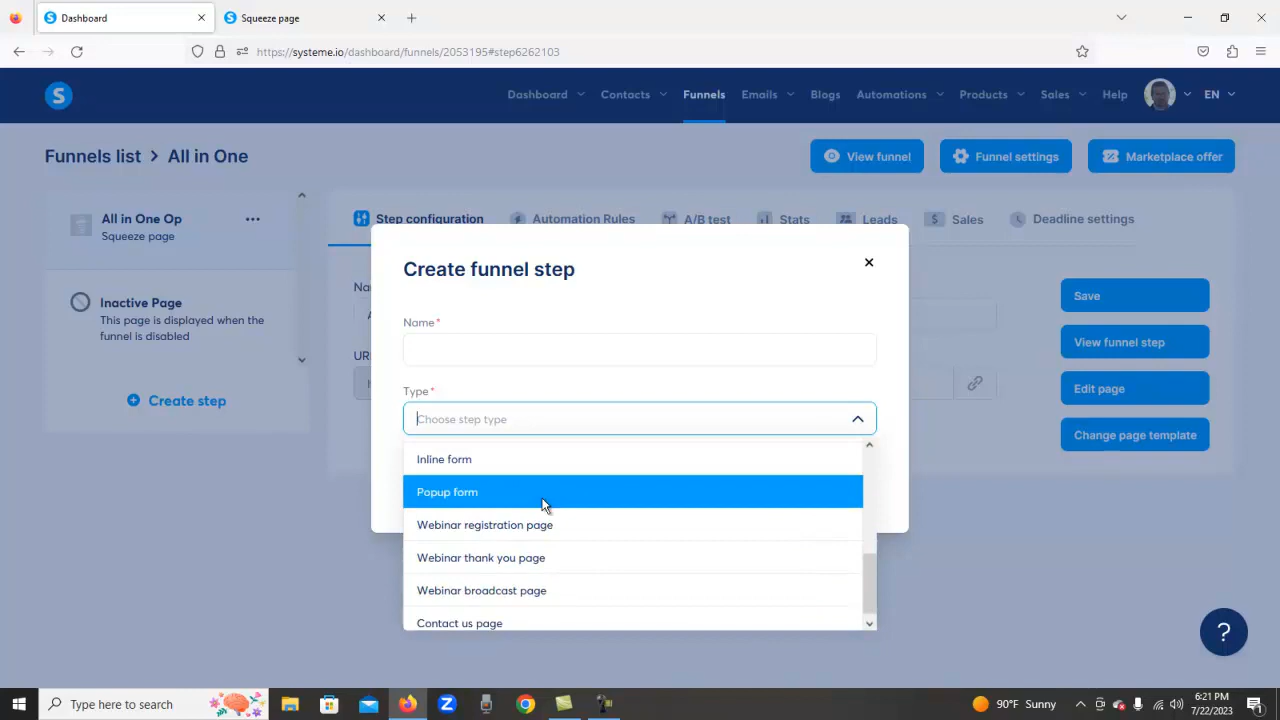 Dashboard
Squeeze page
https://systeme.io/dashboard/funnels/2053195#step6262103
S
Dashboard
Contacts
Funnels
Emails
Blogs
Automations
Products
Sales
Help
EN
Funnels list > All in One
View funnel
Funnel settings
Marketplace offer
All in One Op
Squeeze page
Step configuration
Automation Rules
A/B test
Stats
Leads
Sales
Deadline settings
Inactive Page
This page is displayed when the
funnel is disabled
Create step
Create funnel step
Name*
Type*
Choose step type
Inline form
Popup form
Webinar registration page
Webinar thank you page
Webinar broadcast page
Contact us page
URL
Save
View funnel step
Edit page
Change page template
?
Type here to search
90°F Sunny
6:21 PM
7/22/2023